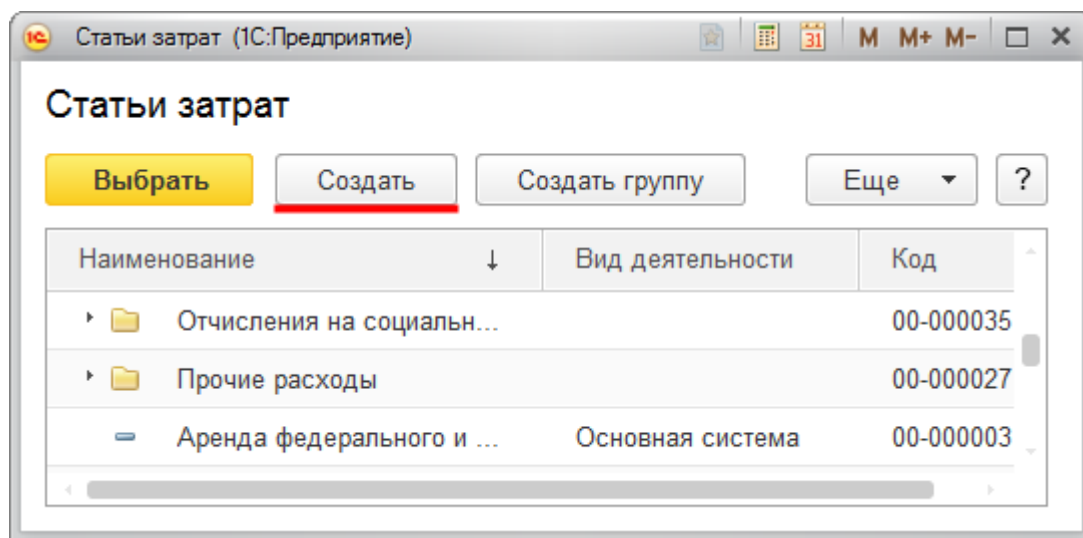 1С Статьи затрат (1С:Предприятие) 31 M M+ M-
Статьи затрат
Выбрать Создать Создать группу Еще ?
Наименование ↓ Вид деятельности Код
Отчисления на социальн... 00-000035
Прочие расходы 00-000027
Аренда федерального и ... Основная система 00-000003